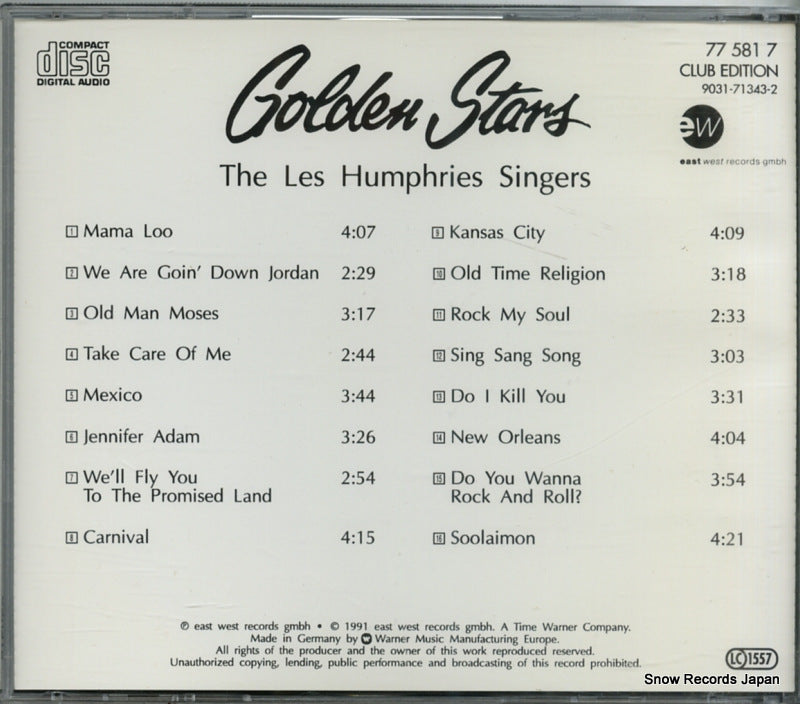 COMPACT
disc
DIGITAL AUDIO
Golden Stars
77 581 7
CLUB EDITION
9031-71343-2
ew
east west records gmbh
The Les Humphries Singers
1 Mama Loo 4:07
2 We Are Goin' Down Jordan 2:29
3 Old Man Moses 3:17
4 Take Care Of Me 2:44
5 Mexico 3:44
6 Jennifer Adam 3:26
7 We'll Fly You 2:54
To The Promised Land
8 Carnival 4:15
9 Kansas City 4:09
10 Old Time Religion 3:18
11 Rock My Soul 2:33
12 Sing Sang Song 3:03
13 Do I Kill You 3:31
14 New Orleans 4:04
15 Do You Wanna 3:54
Rock And Roll?
16 Soolaimon 4:21
℗ east west records gmbh • © 1991 east west records gmbh. A Time Warner Company.
Made in Germany by Warner Music Manufacturing Europe.
All rights of the producer and the owner of this work reproduced reserved.
Unauthorized copying, lending, public performance and broadcasting of this record prohibited.
LC 1557
Snow Records Japan